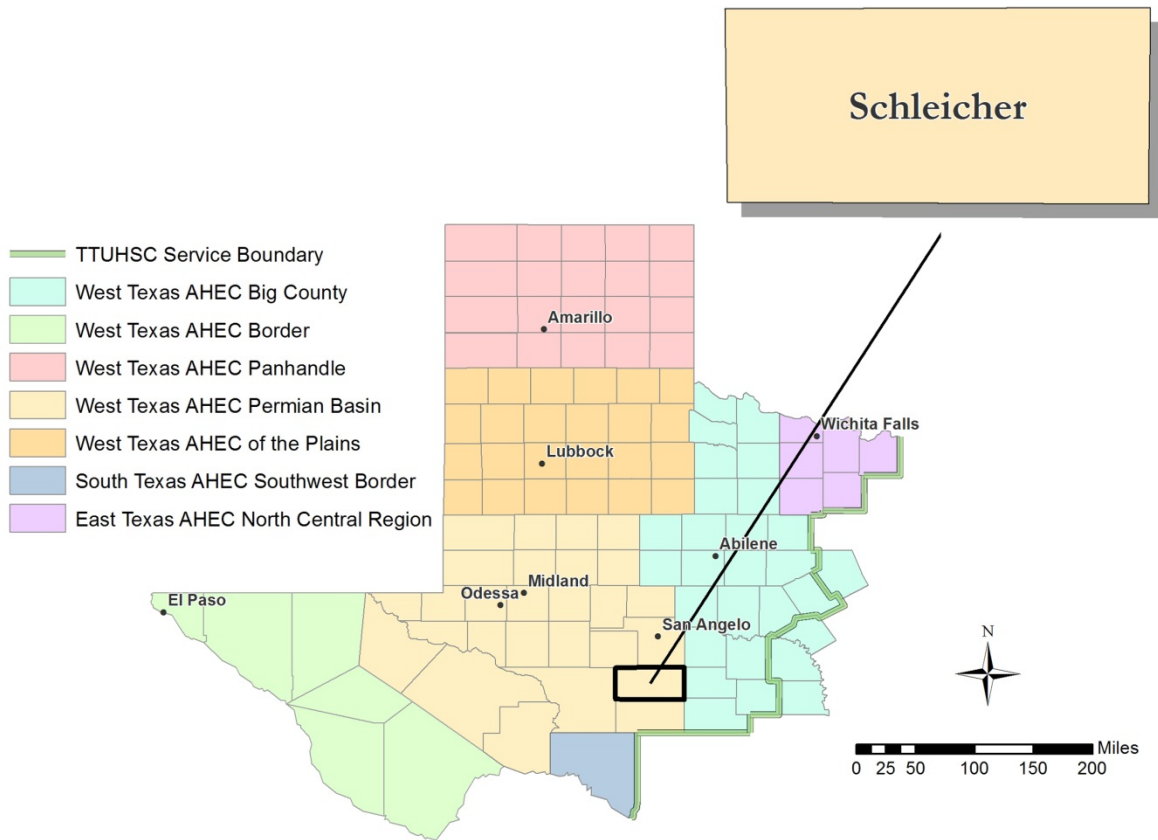 Schleicher
TTUHSC Service Boundary
West Texas AHEC Big County
West Texas AHEC Border
West Texas AHEC Panhandle
West Texas AHEC Permian Basin
West Texas AHEC of the Plains
South Texas AHEC Southwest Border
East Texas AHEC North Central Region
Amarillo
Wichita Falls
Lubbock
Abilene
Midland
Odessa
El Paso
San Angelo
N
Miles
0 25 50 100 150 200